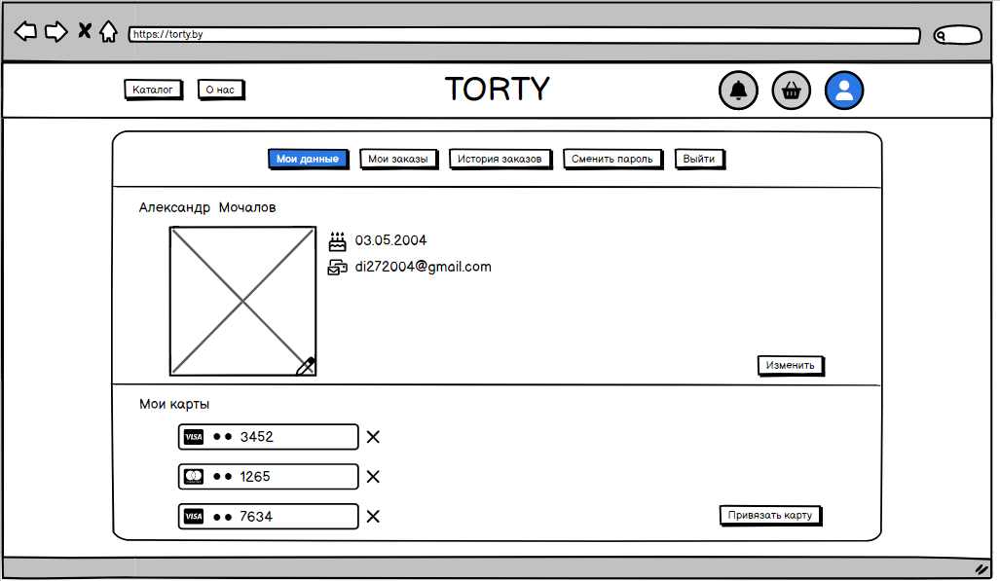 https://torty.by
Каталог О нас TORTY
Мои данные Мои заказы История заказов Сменить пароль Выйти
Александр Мочалов
03.05.2004
di272004@gmail.com
Изменить
Мои карты
VISA •• 3452
•• 1265
VISA •• 7634
Привязать карту